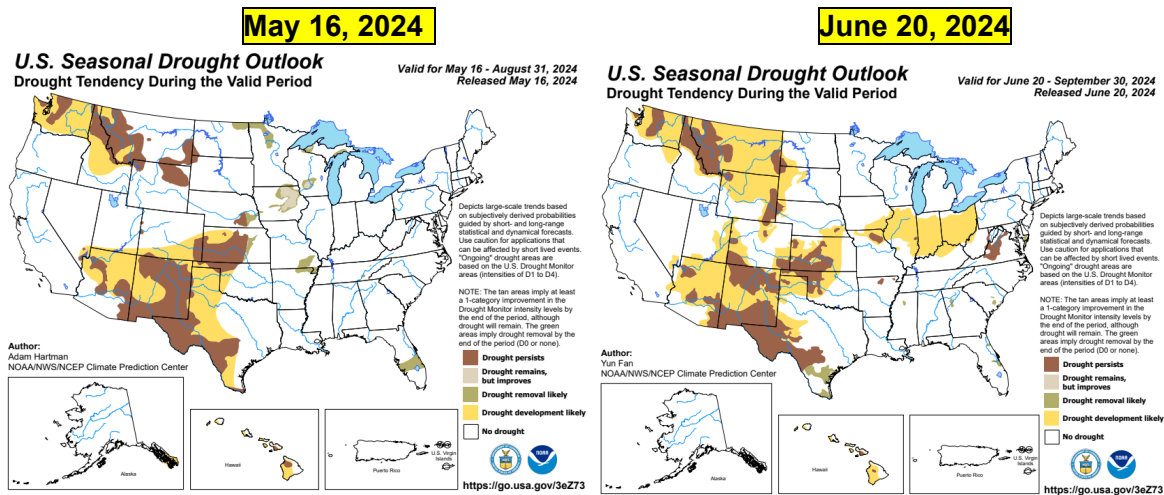 May 16, 2024
U.S. Seasonal Drought Outlook
Drought Tendency During the Valid Period
Valid for May 16 - August 31, 2024
Released May 16, 2024
Depicts large-scale trends based
on subjectively derived probabilities
guided by short- and long-range
statistical and dynamical forecasts.
Use caution for applications that
can be affected by short lived events.
"Ongoing" drought areas are
based on the U.S. Drought Monitor
areas (intensities of D1 to D4).
NOTE: The tan areas imply at least
a 1-category improvement in the
Drought Monitor intensity levels by
the end of the period, although
drought will remain. The green
areas imply drought removal by the
end of the period (D0 or none).
Author:
Adam Hartman
NOAA/NWS/NCEP Climate Prediction Center
Drought persists
Drought remains,
but improves
Drought removal likely
Drought development likely
No drought
Alaska
Hawaii
Puerto Rico
U.S. Virgin
Islands
NOAA
https://go.usa.gov/3eZ73
June 20, 2024
U.S. Seasonal Drought Outlook
Drought Tendency During the Valid Period
Valid for June 20 - September 30, 2024
Released June 20, 2024
Depicts large-scale trends based
on subjectively derived probabilities
guided by short- and long-range
statistical and dynamical forecasts.
Use caution for applications that
can be affected by short lived events.
"Ongoing" drought areas are
based on the U.S. Drought Monitor
areas (intensities of D1 to D4).
NOTE: The tan areas imply at least
a 1-category improvement in the
Drought Monitor intensity levels by
the end of the period, although
drought will remain. The green
areas imply drought removal by the
end of the period (D0 or none).
Author:
Yun Fan
NOAA/NWS/NCEP Climate Prediction Center
Drought persists
Drought remains,
but improves
Drought removal likely
Drought development likely
No drought
Alaska
Hawaii
Puerto Rico
U.S. Virgin
Islands
NOAA
https://go.usa.gov/3eZ73